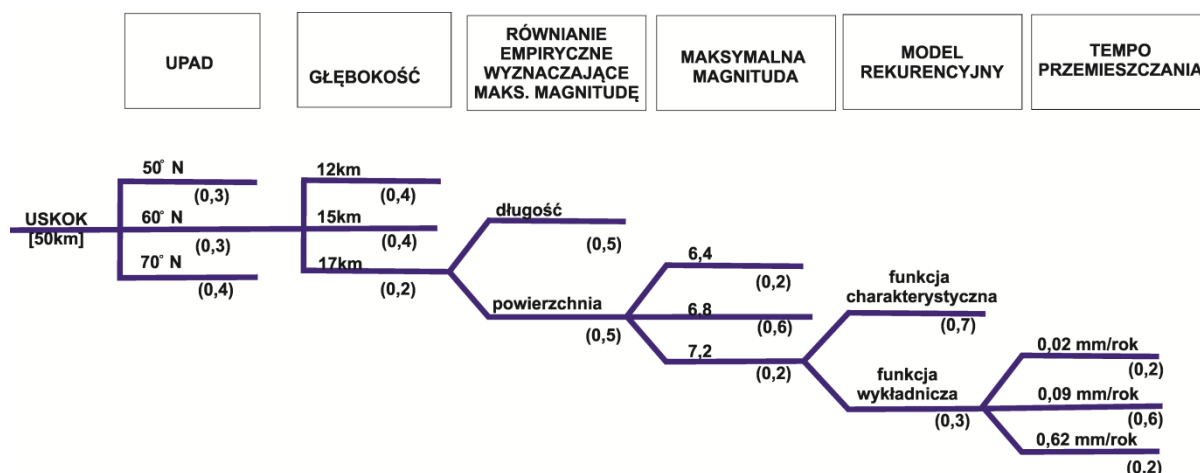 UPAD
GŁĘBOKOŚĆ
RÓWNIANIE
EMPIRYCZNE
WYZNACZAJĄCE
MAKS. MAGNITUDĘ
MAKSYMALNA
MAGNITUDA
MODEL
REKURENCYJNY
TEMPO
PRZEMIESZCZANIA
USKOK
[50km]
50° N
(0,3)
60° N
(0,3)
70° N
(0,4)
12km
(0,4)
15km
(0,4)
17km
(0,2)
długość
(0,5)
powierzchnia
(0,5)
6,4
(0,2)
6,8
(0,6)
7,2
(0,2)
funkcja
charakterystyczna
(0,7)
funkcja
wykładnicza
(0,3)
0,02 mm/rok
(0,2)
0,09 mm/rok
(0,6)
0,62 mm/rok
(0,2)